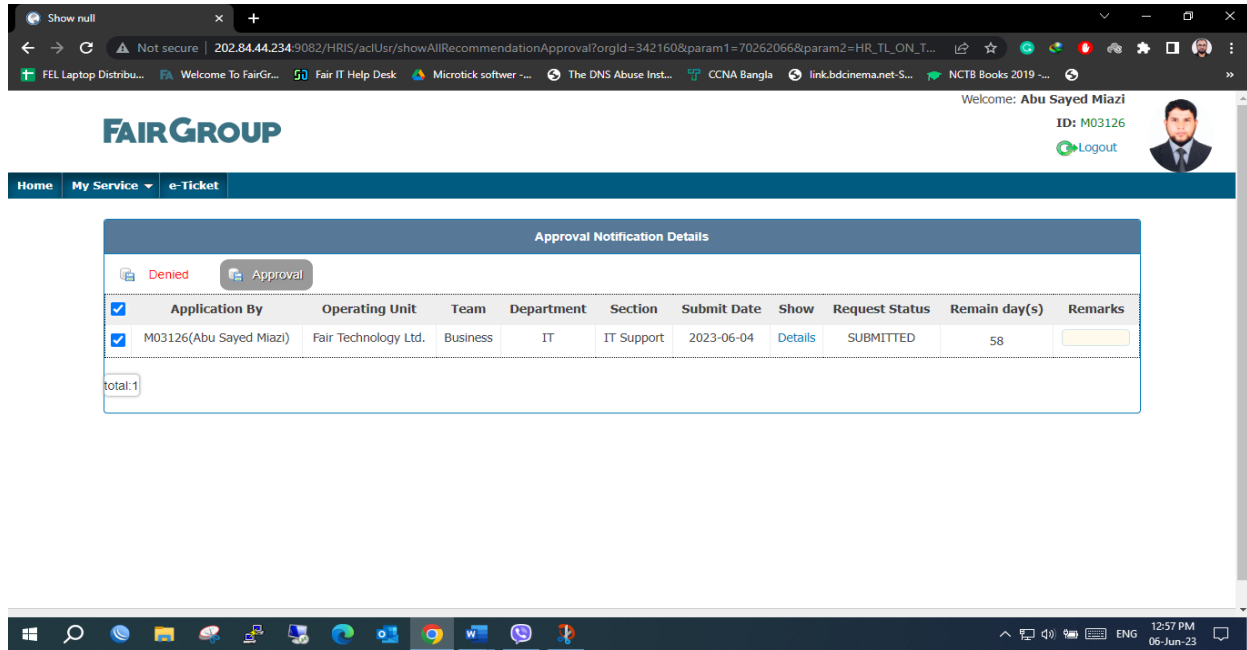 Show null
Not secure | 202.84.44.234:9082/HRIS/aclUsr/showAllRecommendationApproval?orgId=342160&param1=70262066&param2=HR_TL_ON_T...
FEL Laptop Distribu... Welcome To FairGr... Fair IT Help Desk Microtick softwer -... The DNS Abuse Inst... CCNA Bangla link.bdcinema.net-S... NCTB Books 2019 -... »
Welcome: Abu Sayed Miazi
FAIRGROUP
ID: M03126
Logout
Home My Service e-Ticket
Approval Notification Details
Denied Approval
Application By Operating Unit Team Department Section Submit Date Show Request Status Remain day(s) Remarks
M03126(Abu Sayed Miazi) Fair Technology Ltd. Business IT IT Support 2023-06-04 Details SUBMITTED 58
total:1
ENG 12:57 PM
06-Jun-23